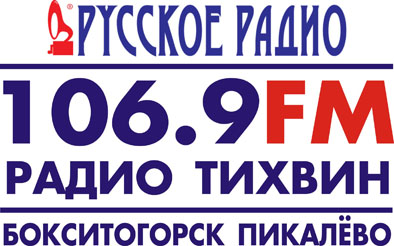 ® РУССКОЕ РАДИО
106.9FM
РАДИО ТИХВИН
БОКСИТОГОРСК ПИКАЛЁВО